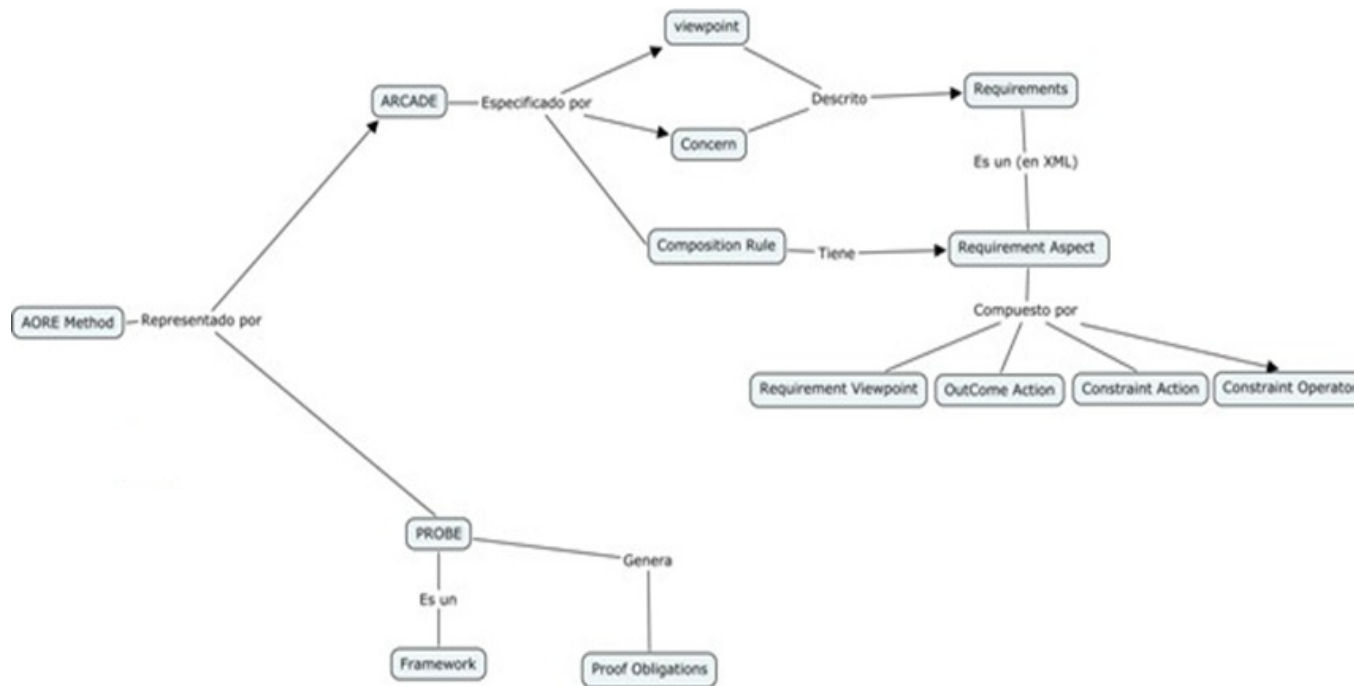 viewpoint
ARCADE
Especificado por
Descrito
Requirements
Concern
Es un (en XML)
Composition Rule
Tiene
Requirement Aspect
AORE Method
Representado por
Compuesto por
Requirement Viewpoint
OutCome Action
Constraint Action
Constraint Operator
PROBE
Genera
Es un
Framework
Proof Obligations